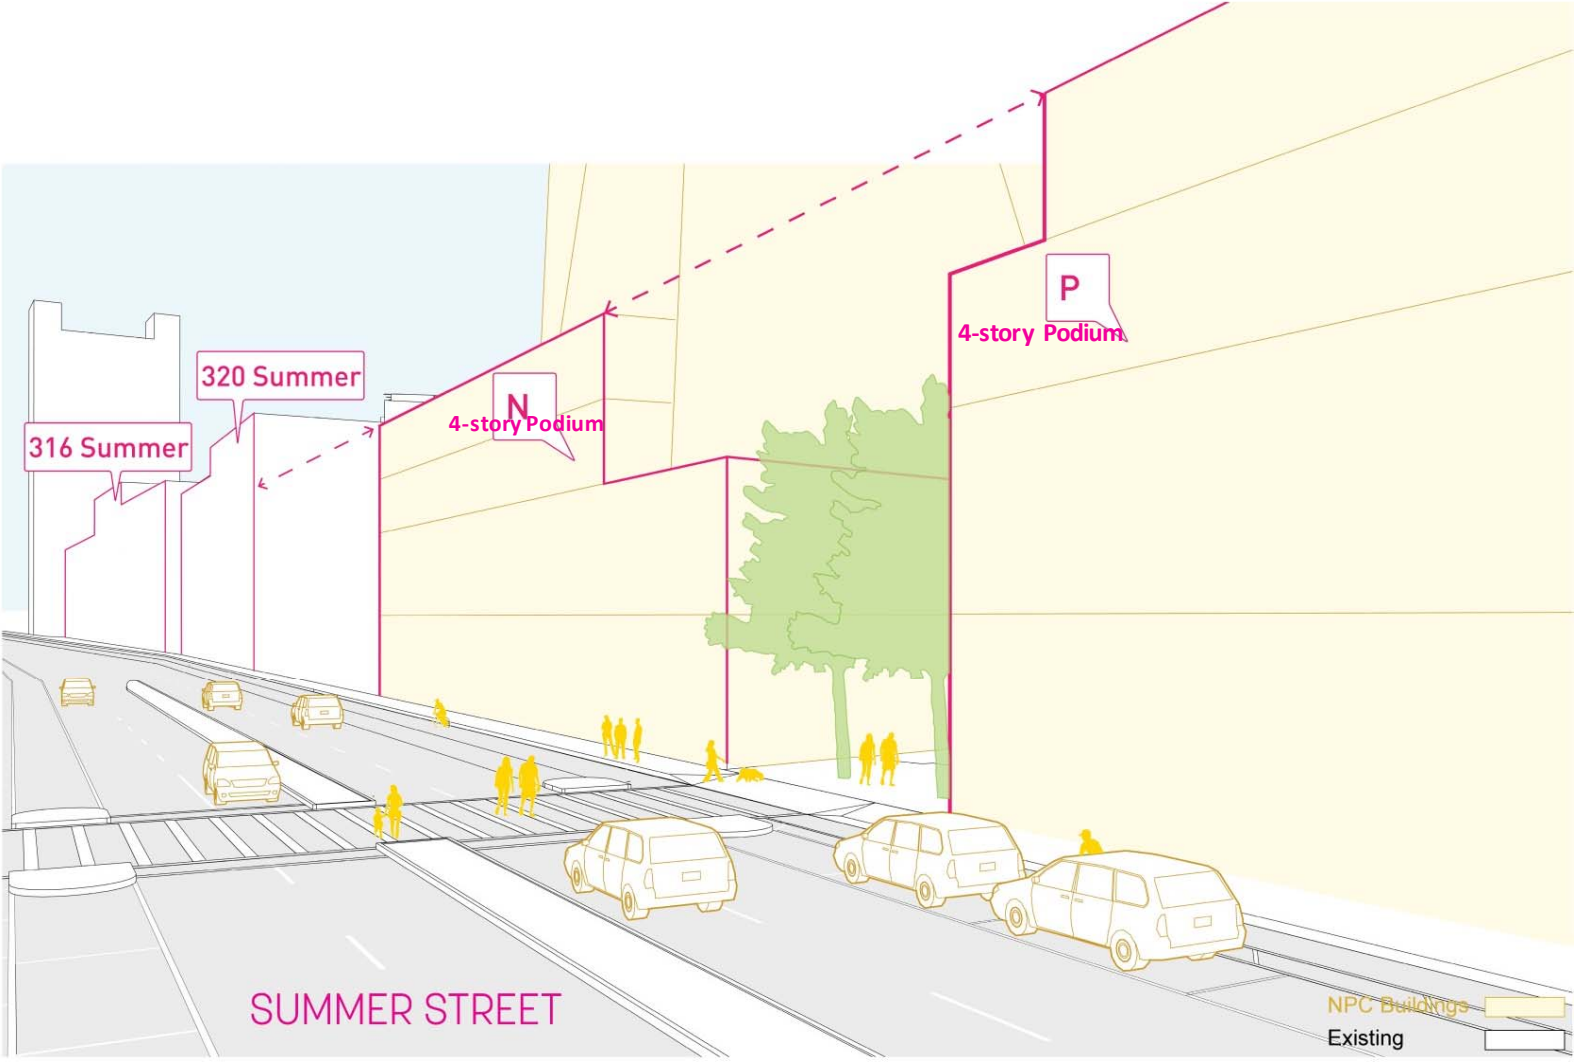 P
4-story Podium
320 Summer
N
4-story Podium
316 Summer
SUMMER STREET
NPC Buildings
Existing